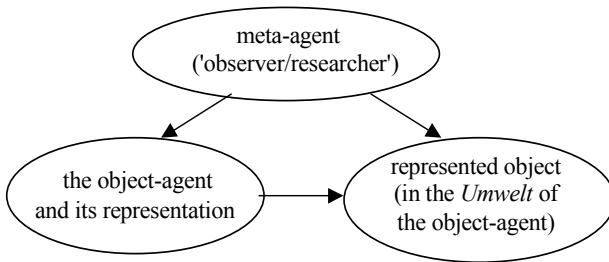 meta-agent
('observer/researcher')
the object-agent
and its representation
represented object
(in the Umwelt of
the object-agent)